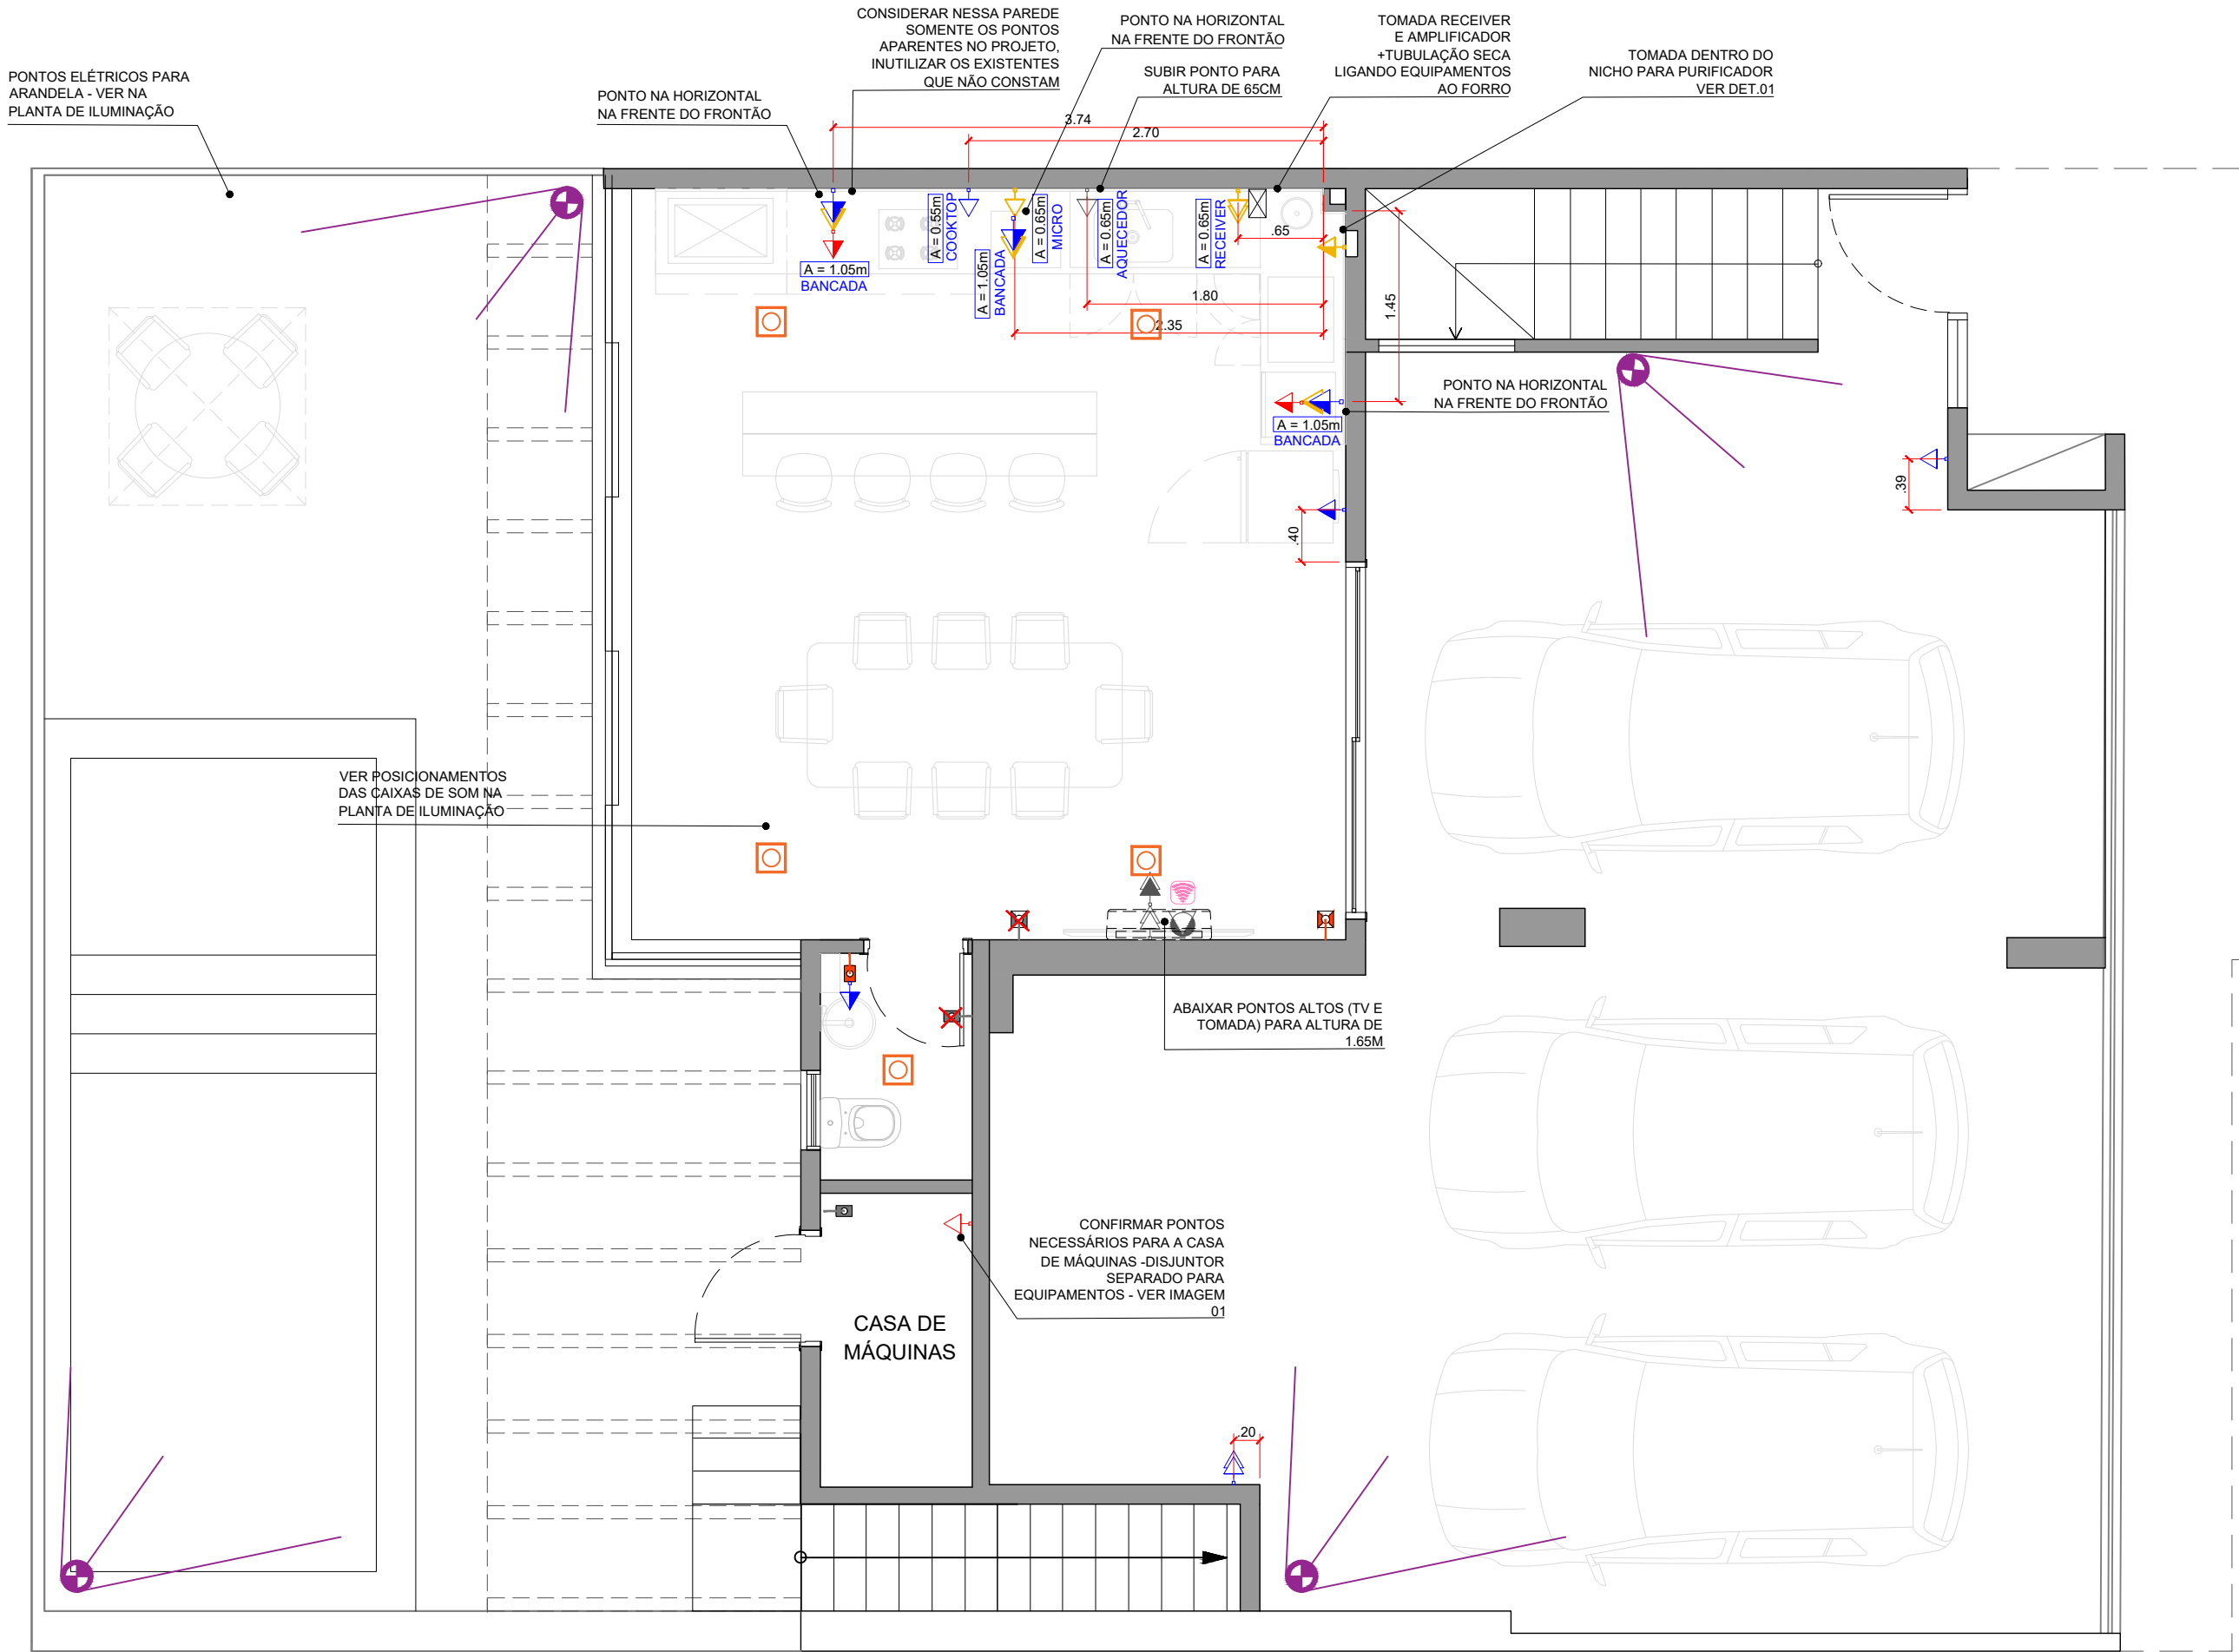 PONTOS ELÉTRICOS PARA
ARANDELA - VER NA
PLANTA DE ILUMINAÇÃO
PONTO NA HORIZONTAL
NA FRENTE DO FRONTÃO
CONSIDERAR NESSA PAREDE
SOMENTE OS PONTOS
APARENTES NO PROJETO,
INUTILIZAR OS EXISTENTES
QUE NÃO CONSTAM
PONTO NA HORIZONTAL
NA FRENTE DO FRONTÃO
SUBIR PONTO PARA
ALTURA DE 65CM
TOMADA RECEIVER
E AMPLIFICADOR
+TUBULAÇÃO SECA
LIGANDO EQUIPAMENTOS
AO FORRO
TOMADA DENTRO DO
NICHO PARA PURIFICADOR
VER DET.01
3.74
2.70
A = 1.05m
BANCADA
A = 0.55m
COOKTOP
A = 1.05m
BANCADA
A = 0.65m
MICRO
A = 0.65m
AQUECEDOR
A = 0.65m
RECEIVER
.65
1.80
2.35
1.45
A = 1.05m
BANCADA
PONTO NA HORIZONTAL
NA FRENTE DO FRONTÃO
.39
.40
VER POSICIONAMENTOS
DAS CAIXAS DE SOM NA
PLANTA DE ILUMINAÇÃO
ABAIXAR PONTOS ALTOS (TV E
TOMADA) PARA ALTURA DE
1.65M
CONFIRMAR PONTOS
NECESSÁRIOS PARA A CASA
DE MÁQUINAS -DISJUNTOR
SEPARADO PARA
EQUIPAMENTOS - VER IMAGEM
01
CASA DE
MÁQUINAS
.20